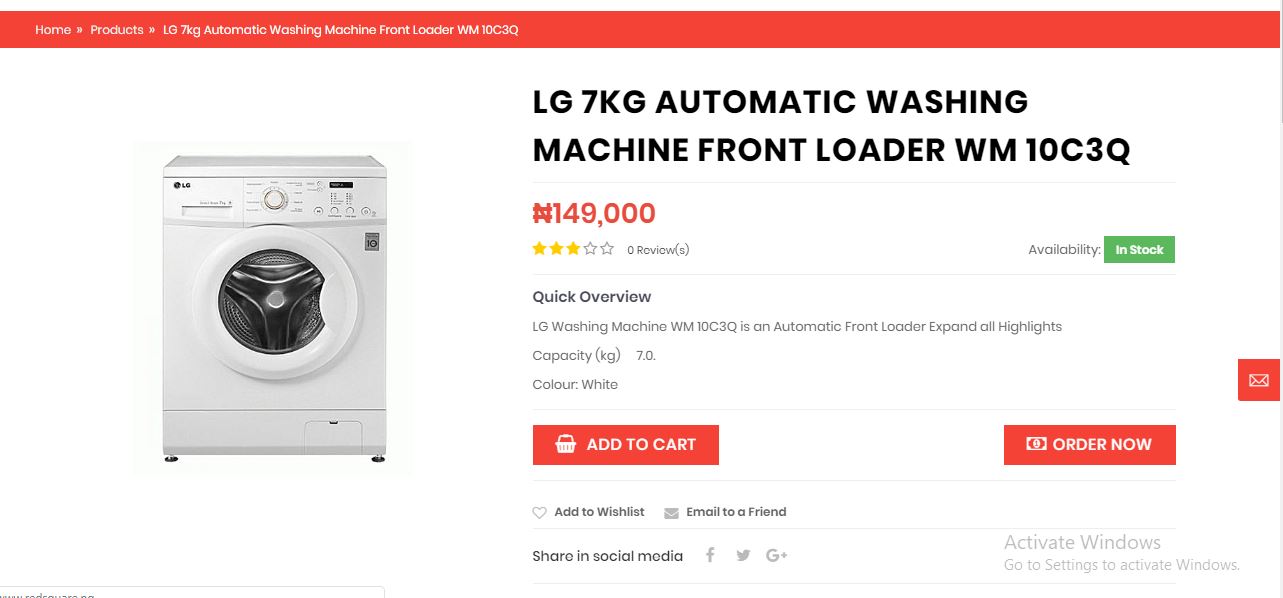 Home » Products » LG 7kg Automatic Washing Machine Front Loader WM 10C3Q
LG 7KG AUTOMATIC WASHING
MACHINE FRONT LOADER WM 10C3Q
₦149,000
0 Review(s)
Availability: In Stock
Quick Overview
LG Washing Machine WM 10C3Q is an Automatic Front Loader Expand all Highlights
Capacity (kg) 7.0.
Colour: White
ADD TO CART
ORDER NOW
Add to Wishlist Email to a Friend
Share in social media
Activate Windows
Go to Settings to activate Windows.
LG
10